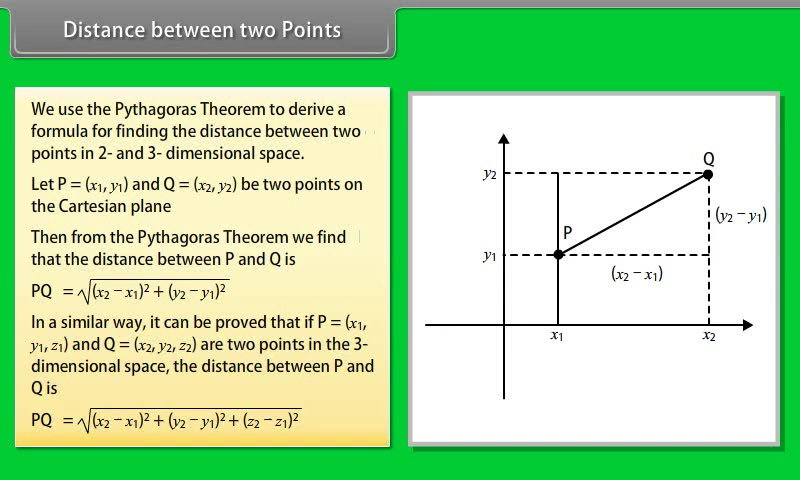 Distance between two Points
We use the Pythagoras Theorem to derive a
formula for finding the distance between two
points in 2- and 3- dimensional space.
Let P = (x₁, y₁) and Q = (x₂, y₂) be two points on
the Cartesian plane
Then from the Pythagoras Theorem we find
that the distance between P and Q is
PQ = √(x₂ – x₁)² + (y₂ – y₁)²
In a similar way, it can be proved that if P = (x₁,
y₁, z₁) and Q = (x₂, y₂, z₂) are two points in the 3-
dimensional space, the distance between P and
Q is
PQ = √(x₂ – x₁)² + (y₂ – y₁)² + (z₂ – z₁)²
Q
y₂
(y₂ – y₁)
P
y₁
(x₂ – x₁)
x₁
x₂